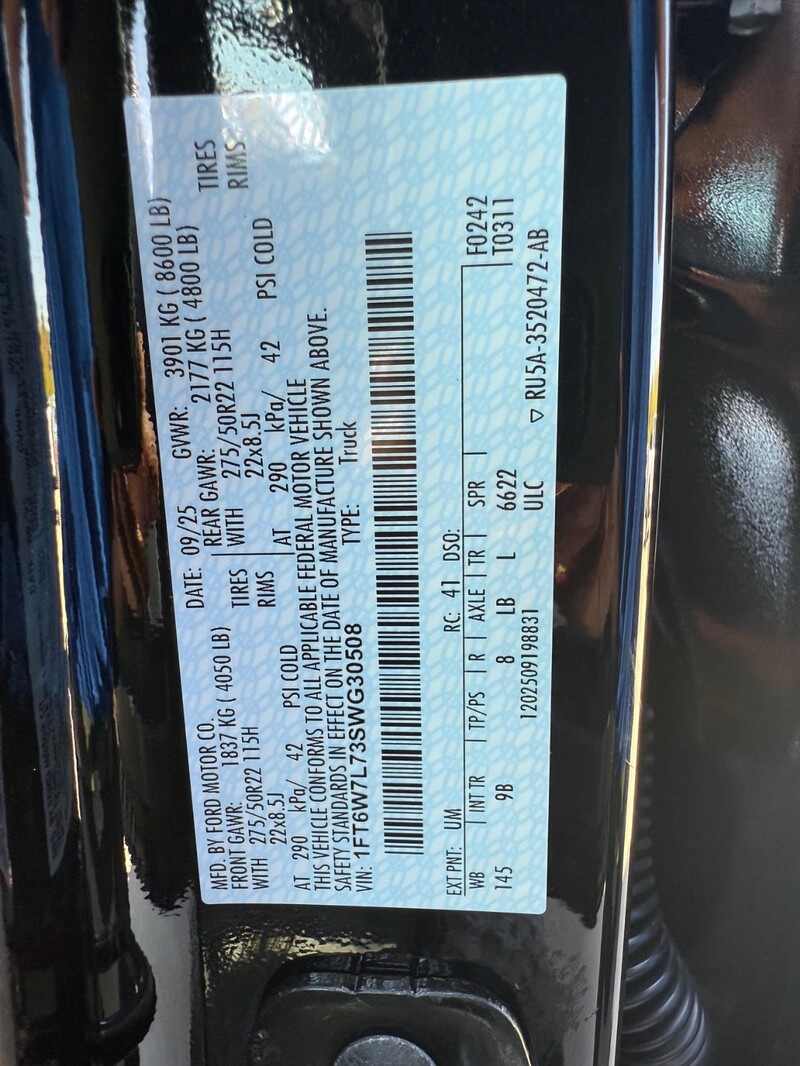 MFD. BY FORD MOTOR CO.
DATE: 09/25 GVWR: 3901 KG ( 8600 LB)
FRONT GAWR: 1837 KG ( 4050 LB)
REAR GAWR: 2177 KG ( 4800 LB)
WITH 275/50R22 115H TIRES
WITH 275/50R22 115H TIRES
22x8.5J RIMS
22x8.5J RIMS
AT 290 kPa/ 42 PSI COLD
AT 290 kPa/ 42 PSI COLD
THIS VEHICLE CONFORMS TO ALL APPLICABLE FEDERAL MOTOR VEHICLE
SAFETY STANDARDS IN EFFECT ON THE DATE OF MANUFACTURE SHOWN ABOVE.
VIN: 1FT6W7L73SWG30508 TYPE: Truck
EXT PNT: UM RC: 41 DSO: F0242
WB INT TR TP/PS R AXLE TR SPR T0311
145 9B 8 LB L 6622
1202509198831 ULC ▽ RU5A-3520472-AB